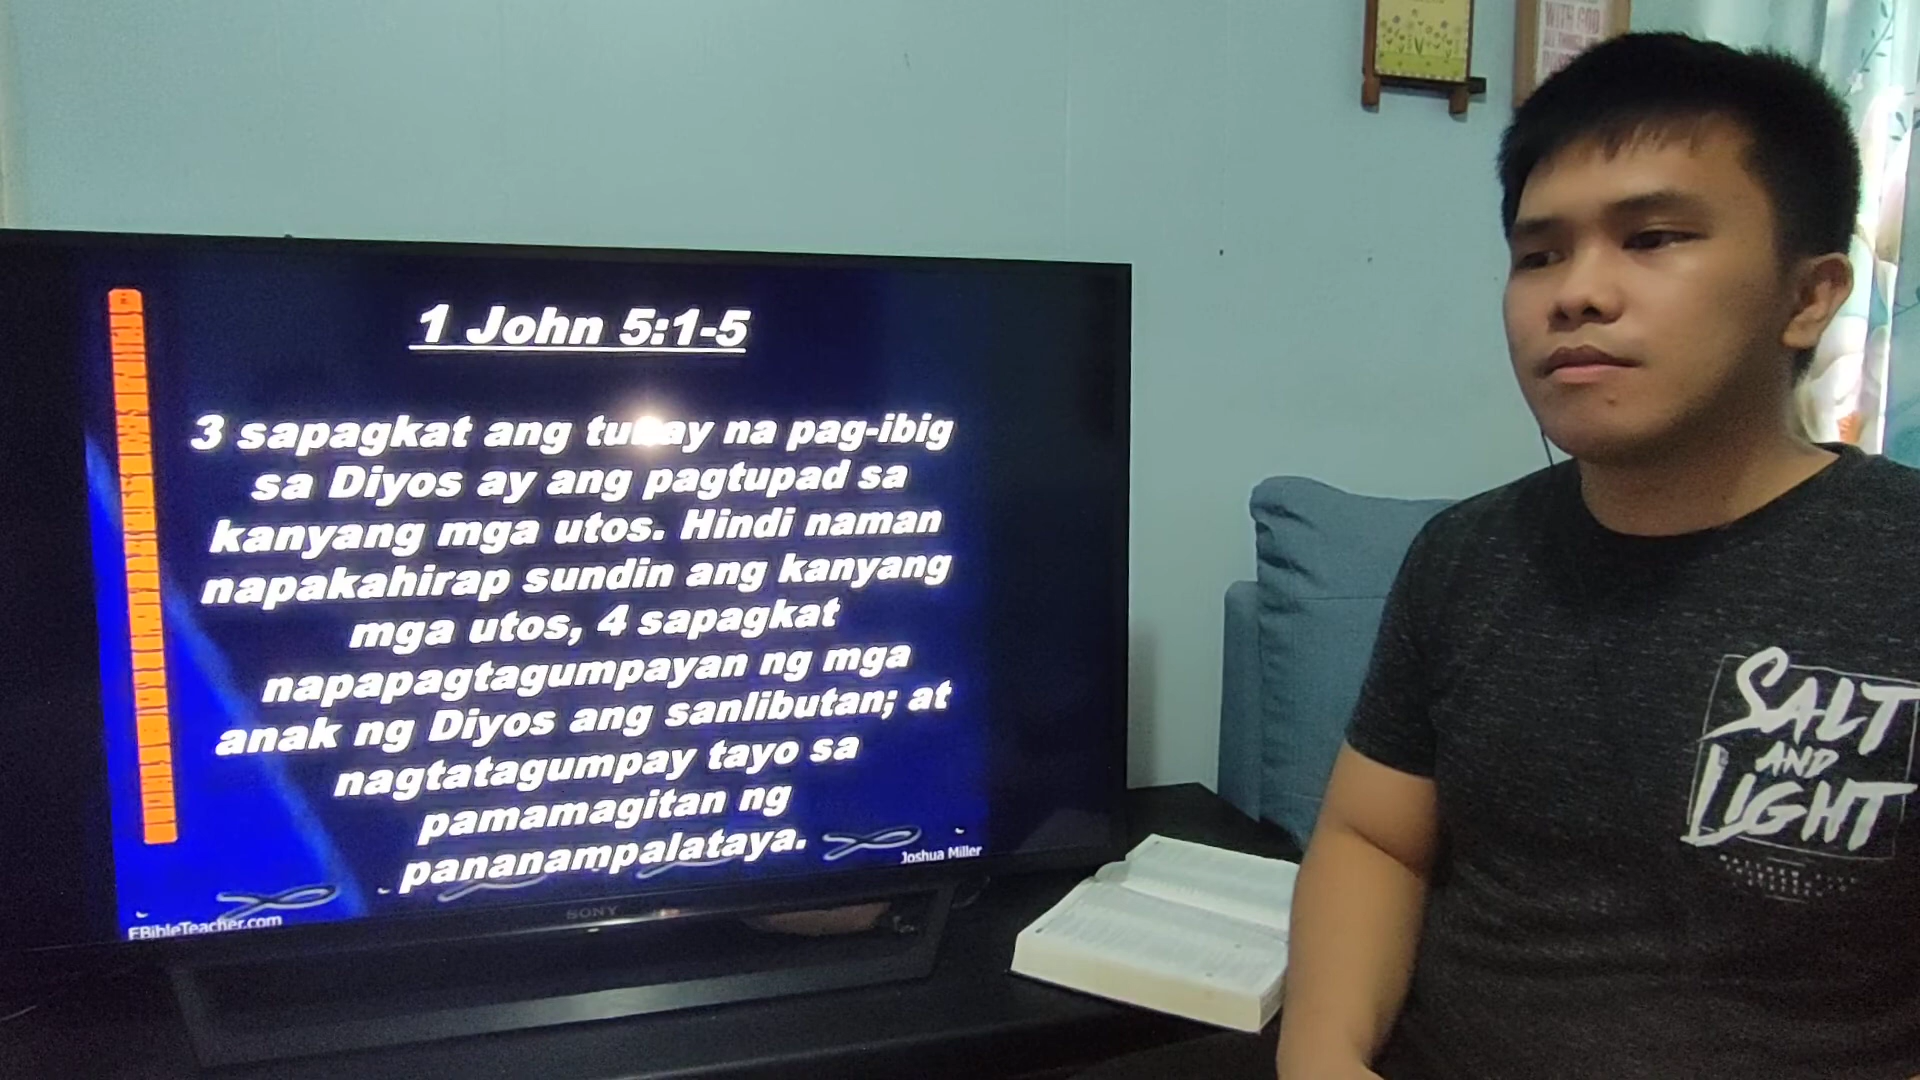 WITH GOD
1 John 5:1-5
3 sapagkat ang tunay na pag-ibig
sa Diyos ay ang pagtupad sa
kanyang mga utos. Hindi naman
napakahirap sundin ang kanyang
mga utos, 4 sapagkat
napapagtagumpayan ng mga
anak ng Diyos ang sanlibutan; at
nagtatagumpay tayo sa
pamamagitan ng
pananampalataya.
Joshua Miller
EBibleTeacher.com
SONY
SALT
AND
LIGHT